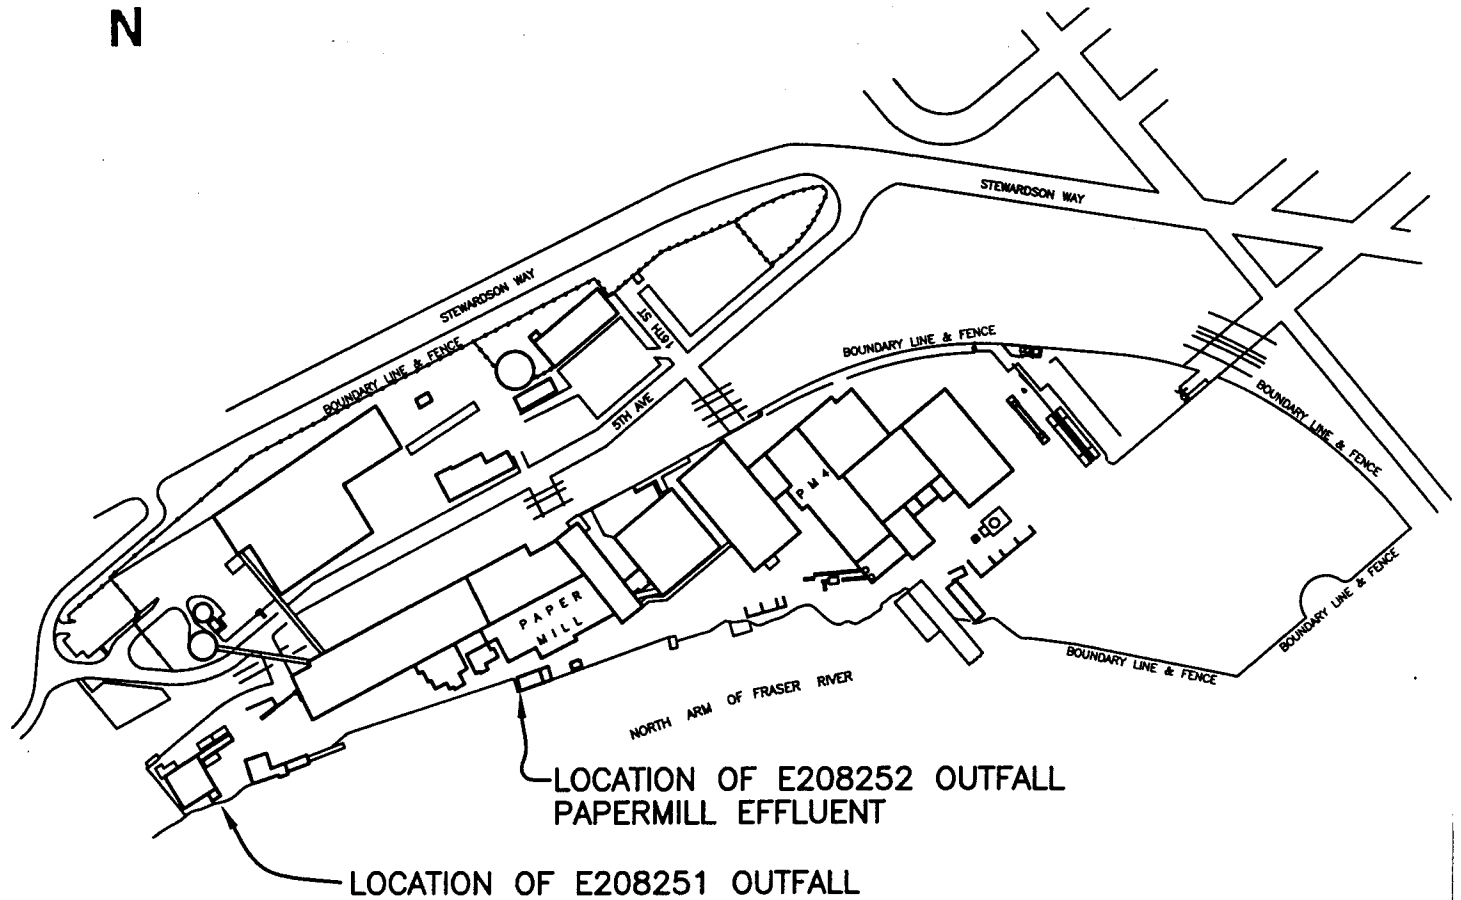 N
STEWARDSON WAY
STEWARDSON WAY
16TH ST
BOUNDARY LINE & FENCE
BOUNDARY LINE & FENCE
BOUNDARY LINE & FENCE
5TH AVE
PM4
PAPER
MILL
BOUNDARY LINE & FENCE
BOUNDARY LINE & FENCE
NORTH ARM OF FRASER RIVER
LOCATION OF E208252 OUTFALL
PAPERMILL EFFLUENT
LOCATION OF E208251 OUTFALL